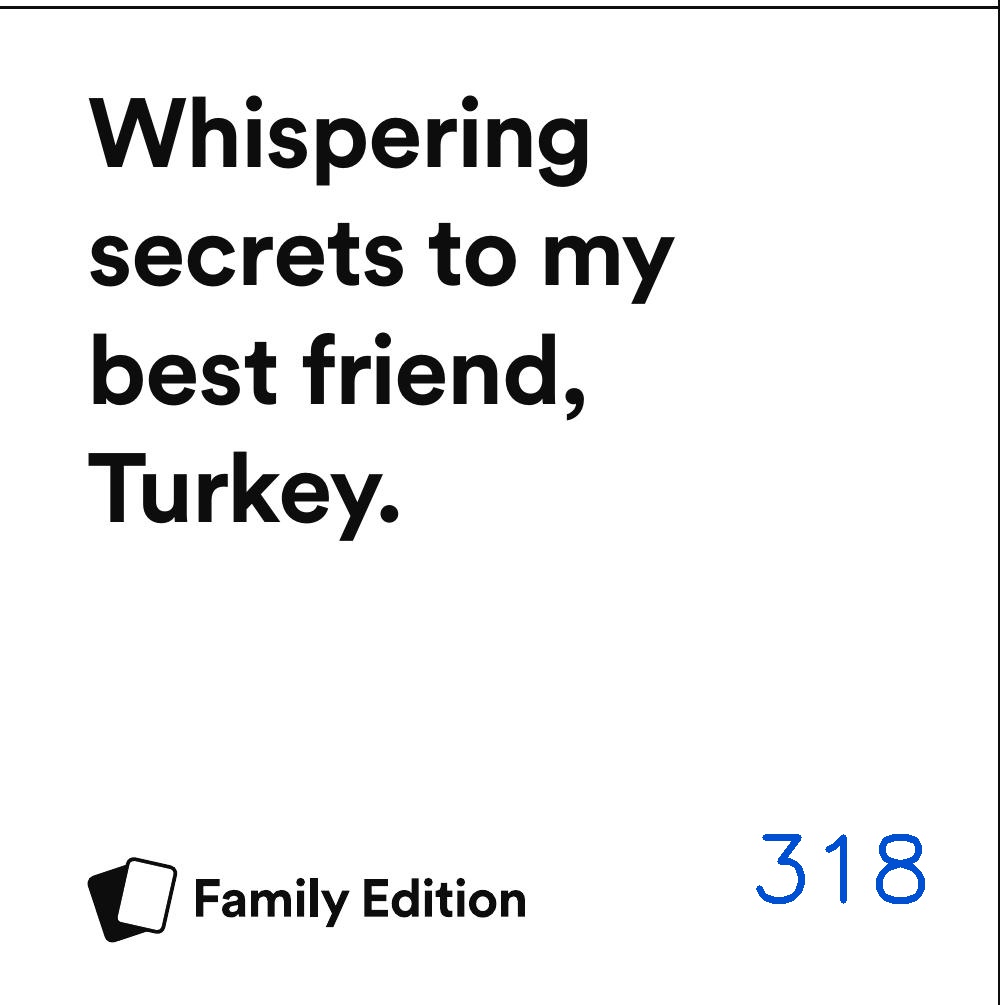 Whispering
secrets to my
best friend,
Turkey.
Family Edition
318